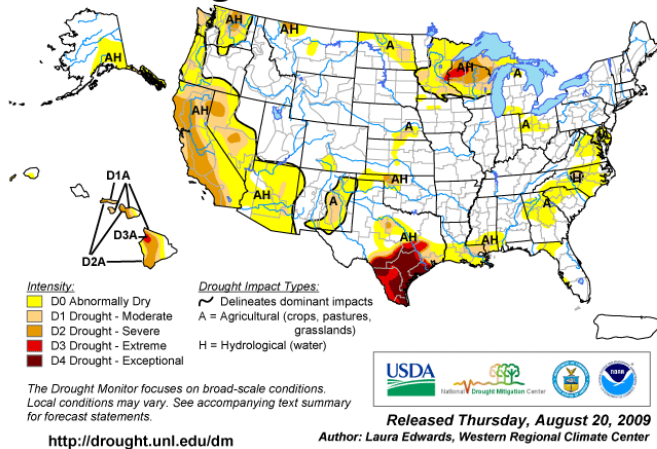 AH
AH
AH
A
AH
A
AH
A
A
H
AH
AH
A
A
AH
AH
D1A
D3A
D2A
Intensity:
D0 Abnormally Dry
D1 Drought - Moderate
D2 Drought - Severe
D3 Drought - Extreme
D4 Drought - Exceptional
Drought Impact Types:
Delineates dominant impacts
A = Agricultural (crops, pastures,
grasslands)
H = Hydrological (water)
The Drought Monitor focuses on broad-scale conditions.
Local conditions may vary. See accompanying text summary
for forecast statements.
http://drought.unl.edu/dm
USDA
National Drought Mitigation Center
NOAA
Released Thursday, August 20, 2009
Author: Laura Edwards, Western Regional Climate Center